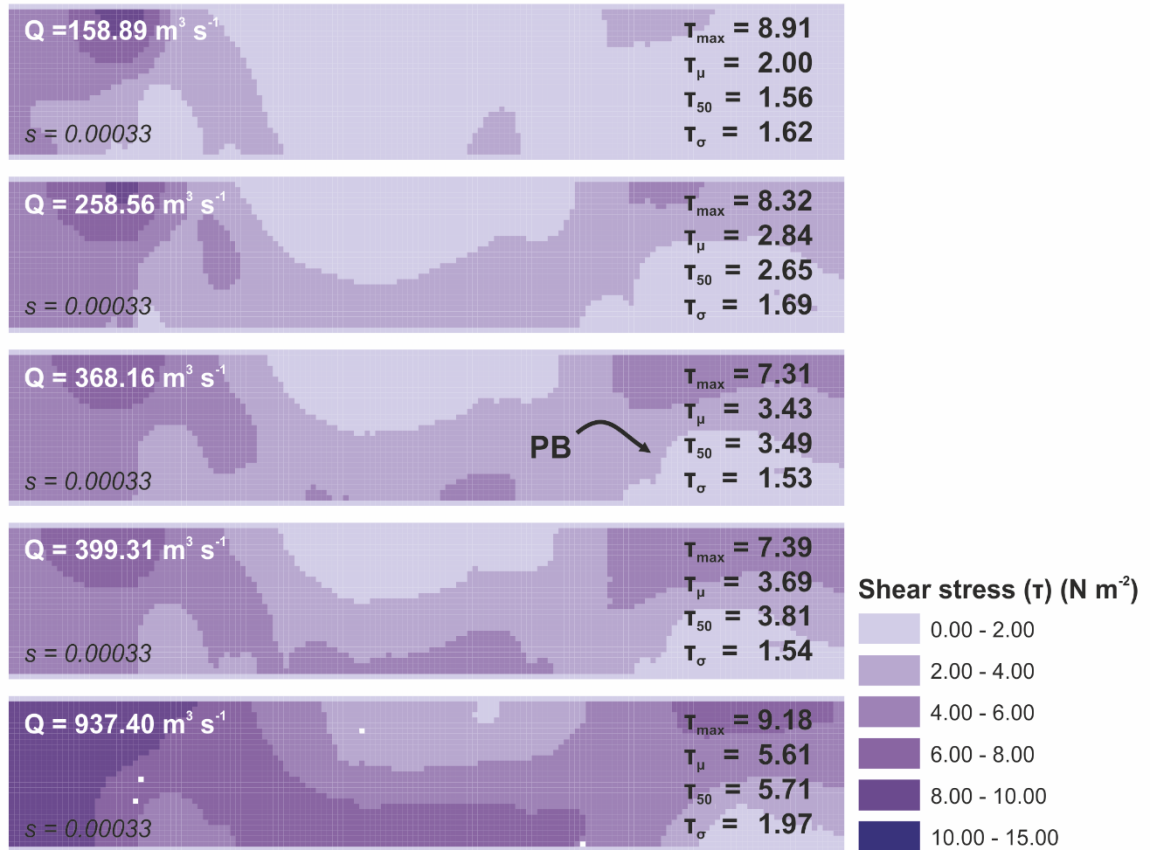 Q =158.89 m³ s⁻¹
τmax = 8.91
τμ = 2.00
τ50 = 1.56
τσ = 1.62
s = 0.00033
Q = 258.56 m³ s⁻¹
τmax = 8.32
τμ = 2.84
τ50 = 2.65
τσ = 1.69
s = 0.00033
Q = 368.16 m³ s⁻¹
τmax = 7.31
τμ = 3.43
τ50 = 3.49
τσ = 1.53
PB
s = 0.00033
Q = 399.31 m³ s⁻¹
τmax = 7.39
τμ = 3.69
τ50 = 3.81
τσ = 1.54
s = 0.00033
Q = 937.40 m³ s⁻¹
τmax = 9.18
τμ = 5.61
τ50 = 5.71
τσ = 1.97
s = 0.00033
Shear stress (τ) (N m⁻²)
0.00 - 2.00
2.00 - 4.00
4.00 - 6.00
6.00 - 8.00
8.00 - 10.00
10.00 - 15.00